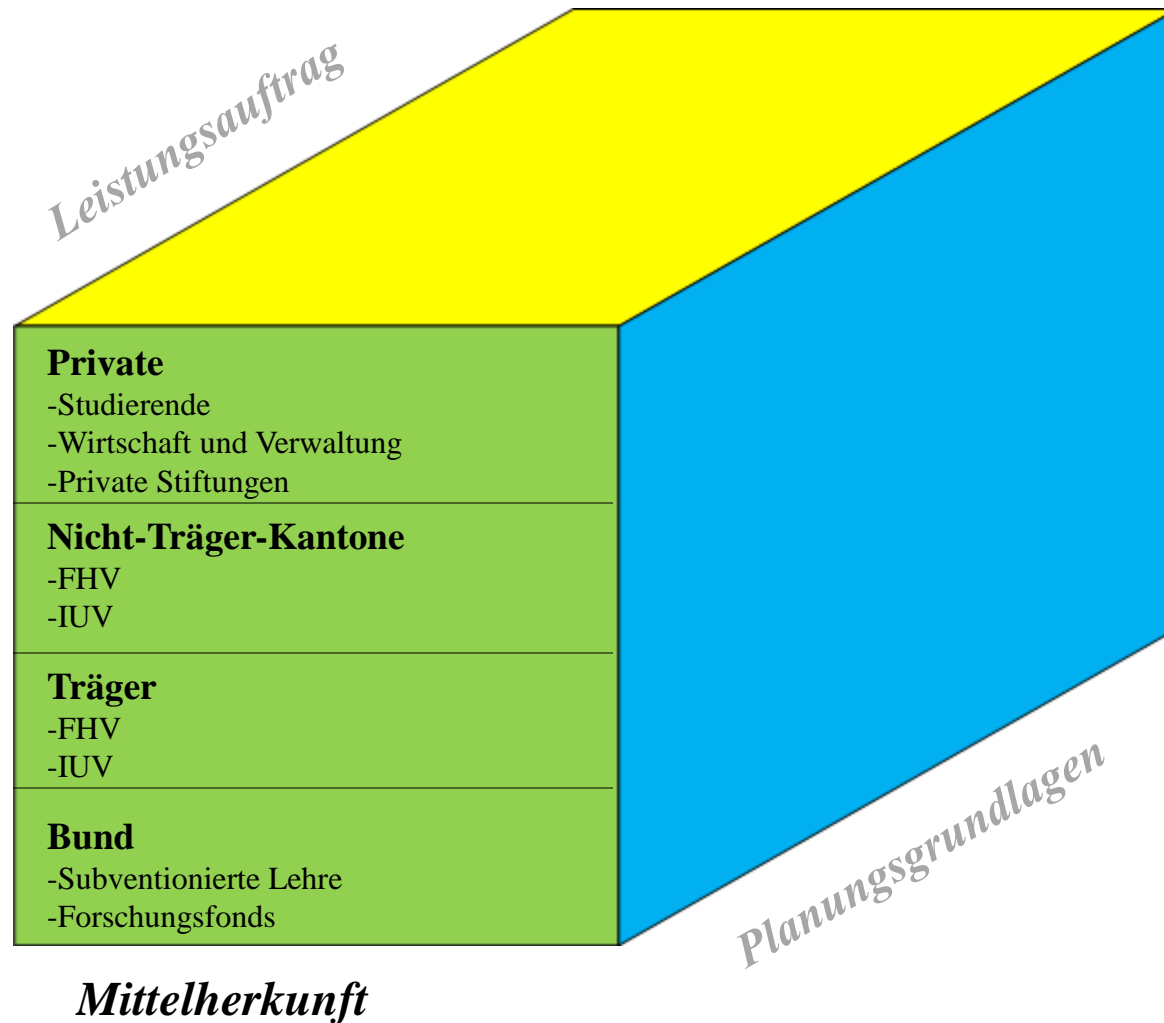 Leistungsauftrag
Private
-Studierende
-Wirtschaft und Verwaltung
-Private Stiftungen
Nicht-Träger-Kantone
-FHV
-IUV
Träger
-FHV
-IUV
Bund
-Subventionierte Lehre
-Forschungsfonds
Planungsgrundlagen
Mittelherkunft